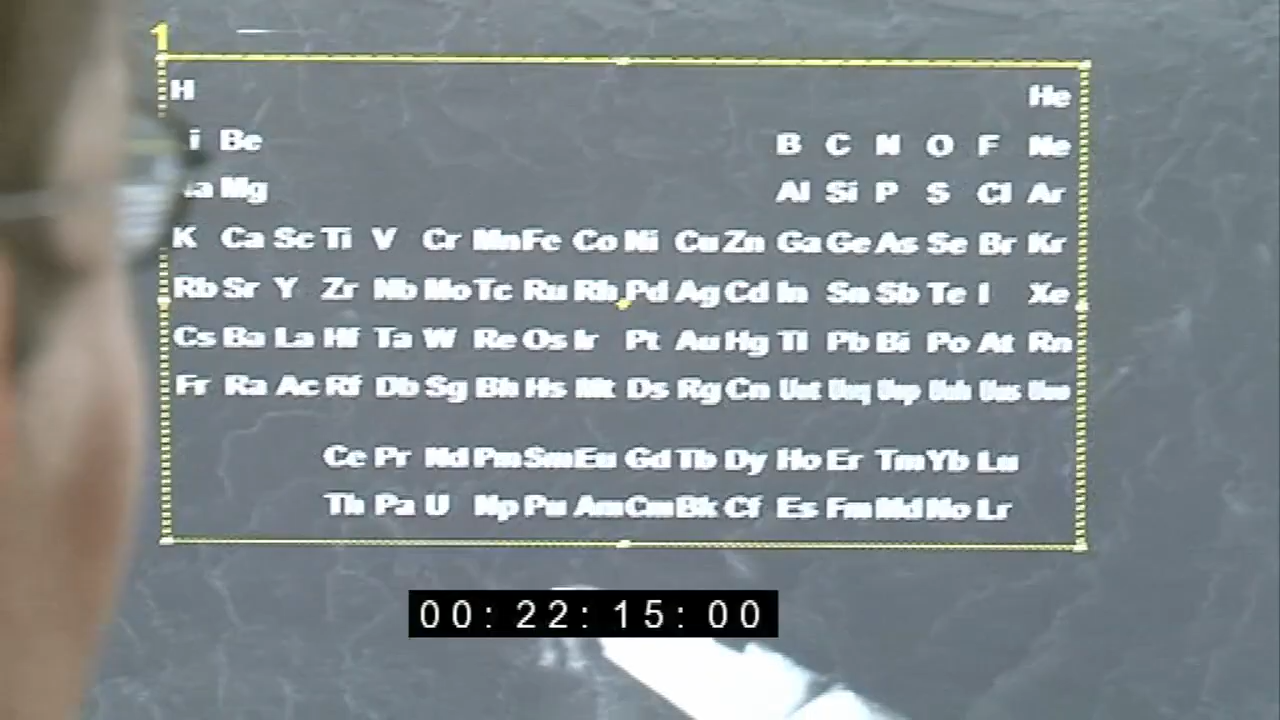 1
H He
i Be B C N O F Ne
a Mg Al Si P S Cl Ar
K Ca Sc Ti V Cr Mn Fe Co Ni Cu Zn Ga Ge As Se Br Kr
Rb Sr Y Zr Nb Mo Tc Ru Rh Pd Ag Cd In Sn Sb Te I Xe
Cs Ba La Hf Ta W Re Os Ir Pt Au Hg Tl Pb Bi Po At Rn
Fr Ra Ac Rf Db Sg Bh Hs Mt Ds Rg Cn Uut Uuq Uup Uuh Uus Uuo
Ce Pr Nd Pm Sm Eu Gd Tb Dy Ho Er Tm Yb Lu
Th Pa U Np Pu Am Cm Bk Cf Es Fm Md No Lr
00:22:15:00